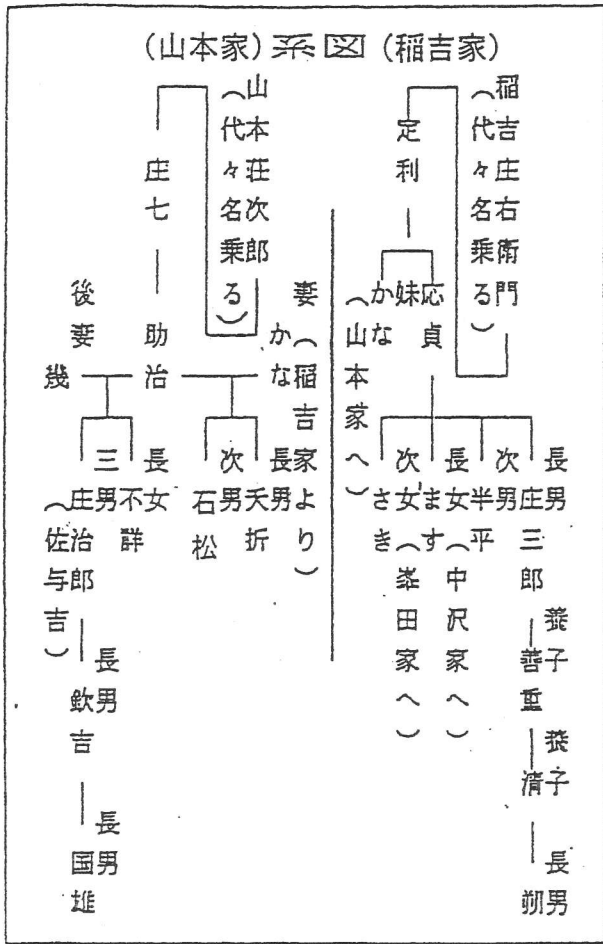 (山本家)系図(稲吉家)
稲吉庄右衛門
(代々名乗る)
定利
応貞
妹
かな
(山本家へ)
長男
庄三郎
養子
善重
養子
清
長男
朔
次男
半平
長女
ます
(中沢家へ)
次女
さき
(峯田家へ)
山本荘次郎
(代々名乗る)
庄七
助治
妻(稲吉家より)
かな
長男
夭折
次男
石松
後妻
幾
長女
不詳
三男
庄治郎
(佐与吉)
長男
欽吉
長男
国雄